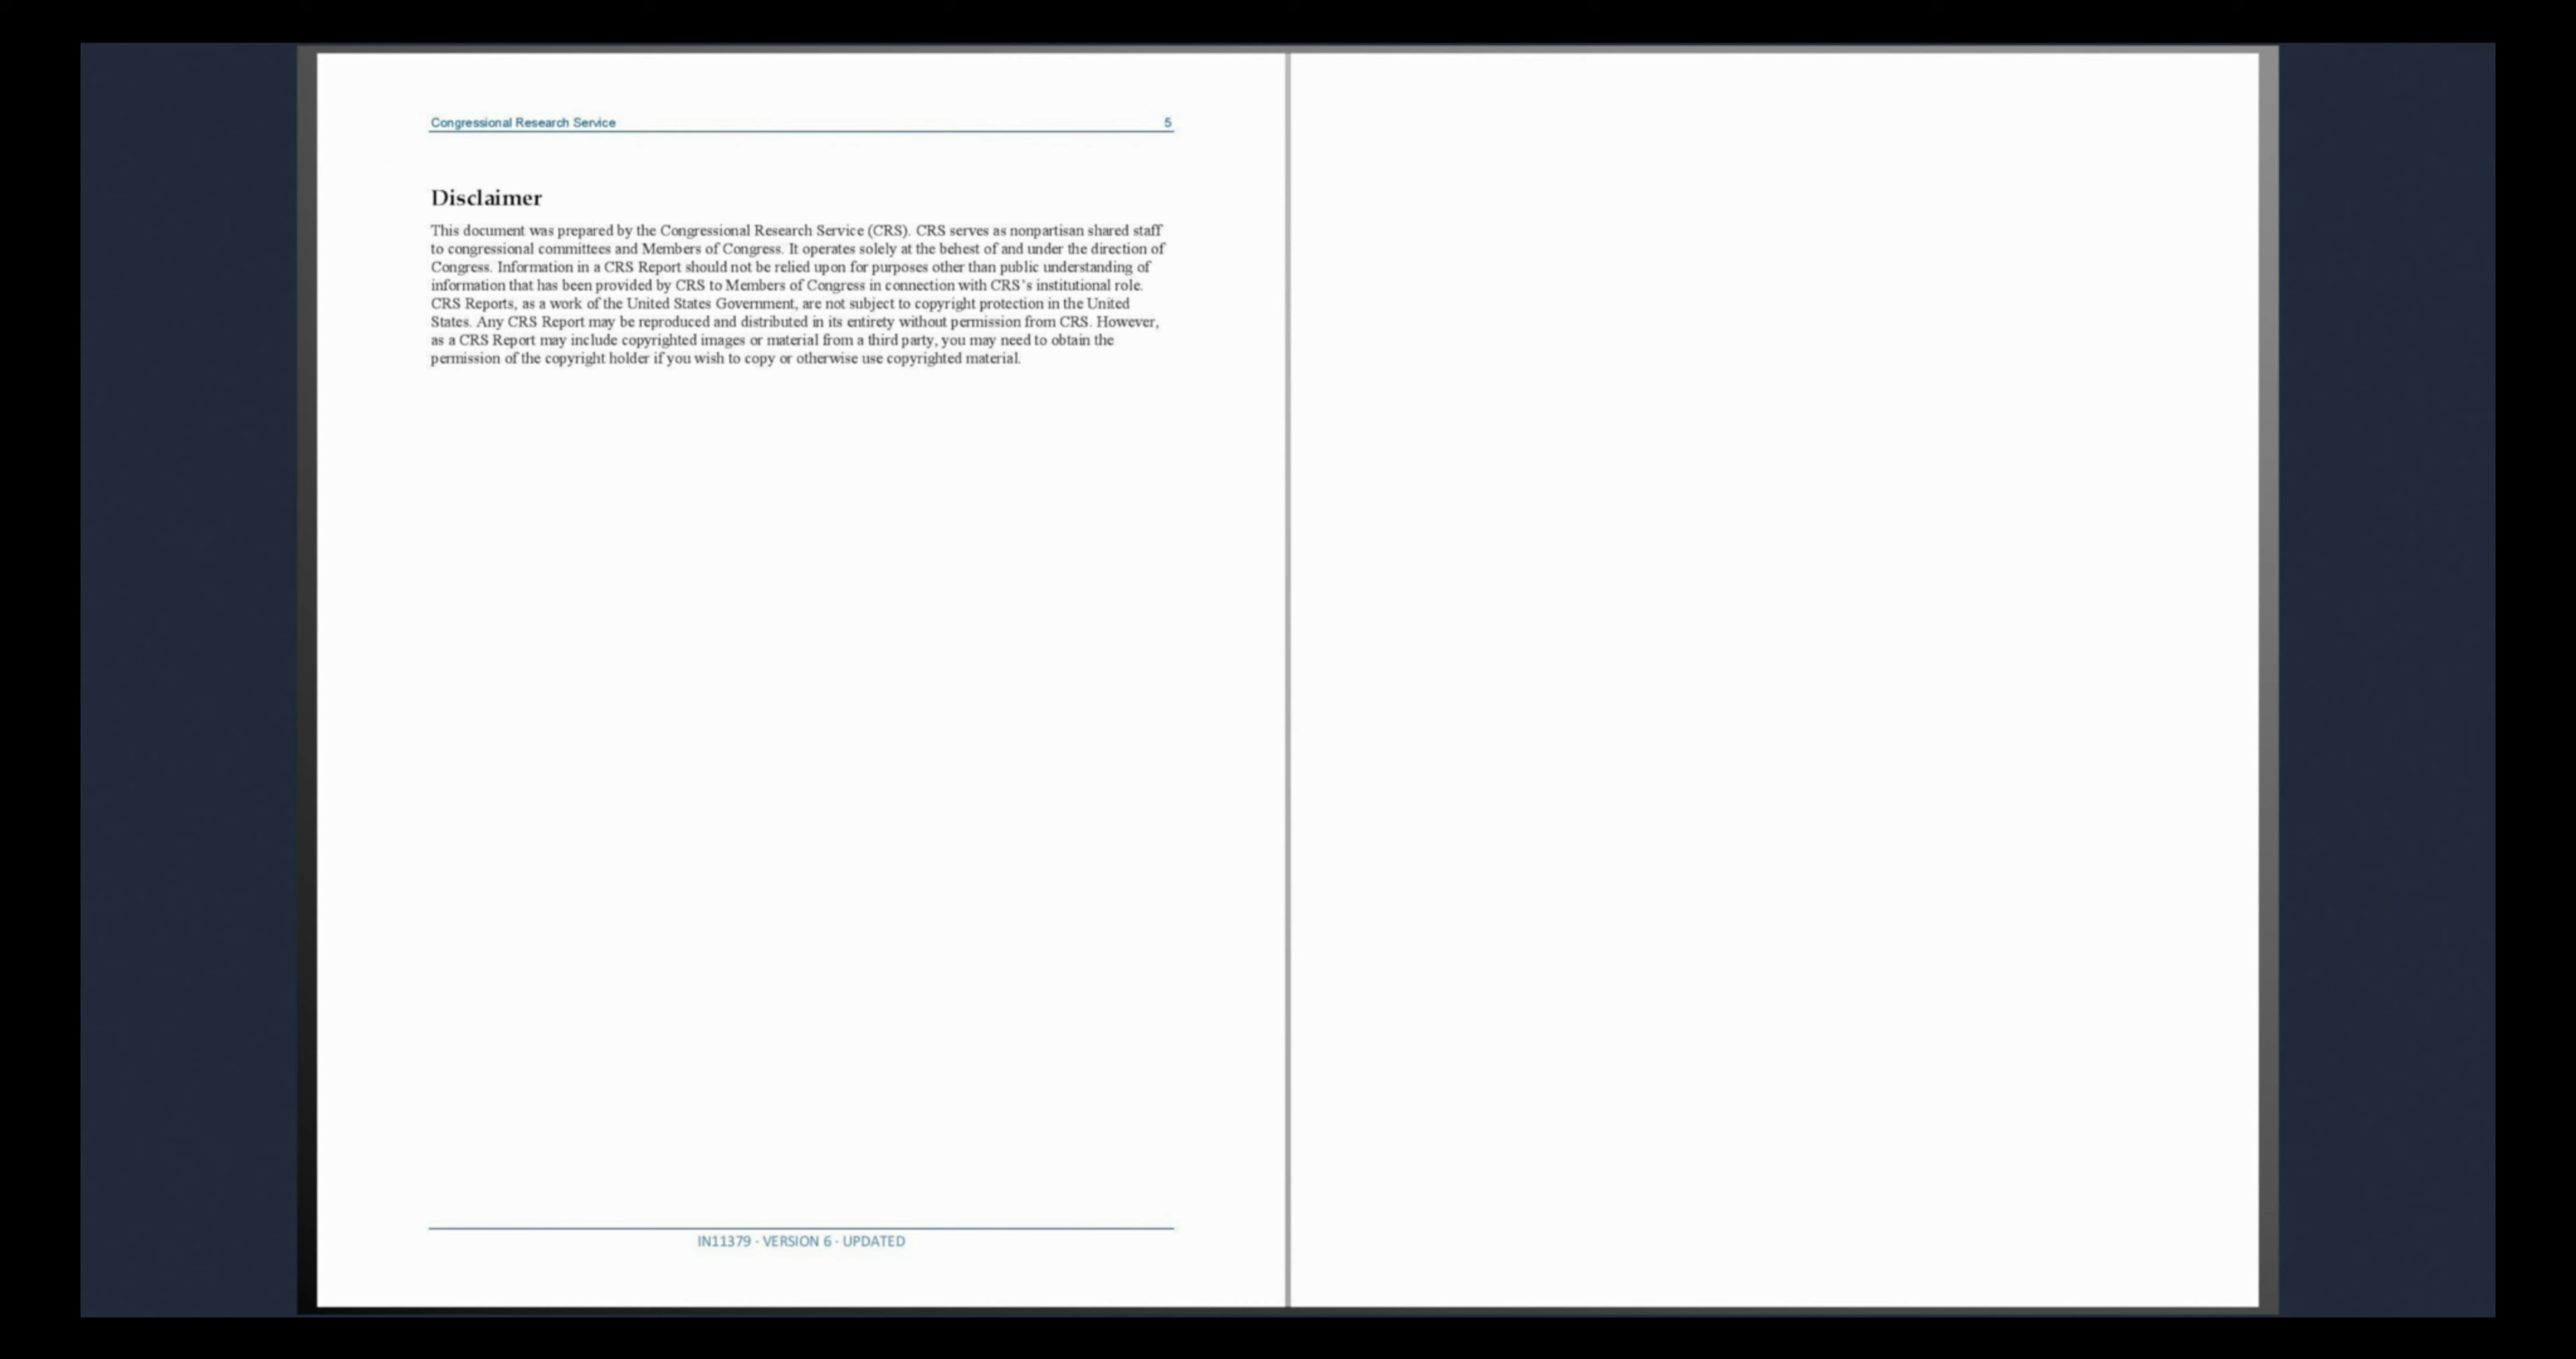 Congressional Research Service 5
Disclaimer
This document was prepared by the Congressional Research Service (CRS). CRS serves as nonpartisan shared staff
to congressional committees and Members of Congress. It operates solely at the behest of and under the direction of
Congress. Information in a CRS Report should not be relied upon for purposes other than public understanding of
information that has been provided by CRS to Members of Congress in connection with CRS's institutional role.
CRS Reports, as a work of the United States Government, are not subject to copyright protection in the United
States. Any CRS Report may be reproduced and distributed in its entirety without permission from CRS. However,
as a CRS Report may include copyrighted images or material from a third party, you may need to obtain the
permission of the copyright holder if you wish to copy or otherwise use copyrighted material.
IN11379 · VERSION 6 · UPDATED